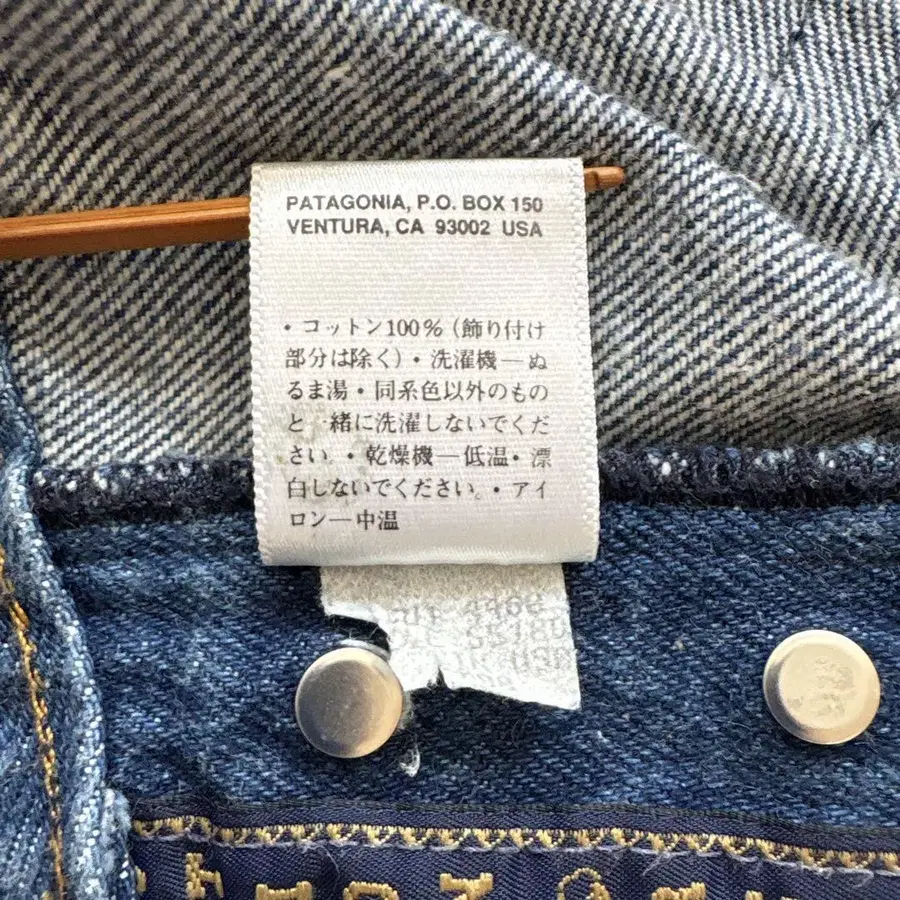 PATAGONIA, P.O. BOX 150
VENTURA, CA 93002 USA
・コットン100%（飾り付け
部分は除く）・洗濯機―ぬ
るま湯・同系色以外のもの
と一緒に洗濯しないでくだ
さい。・乾燥機―低温・漂
白しないでください。・アイ
ロン―中温